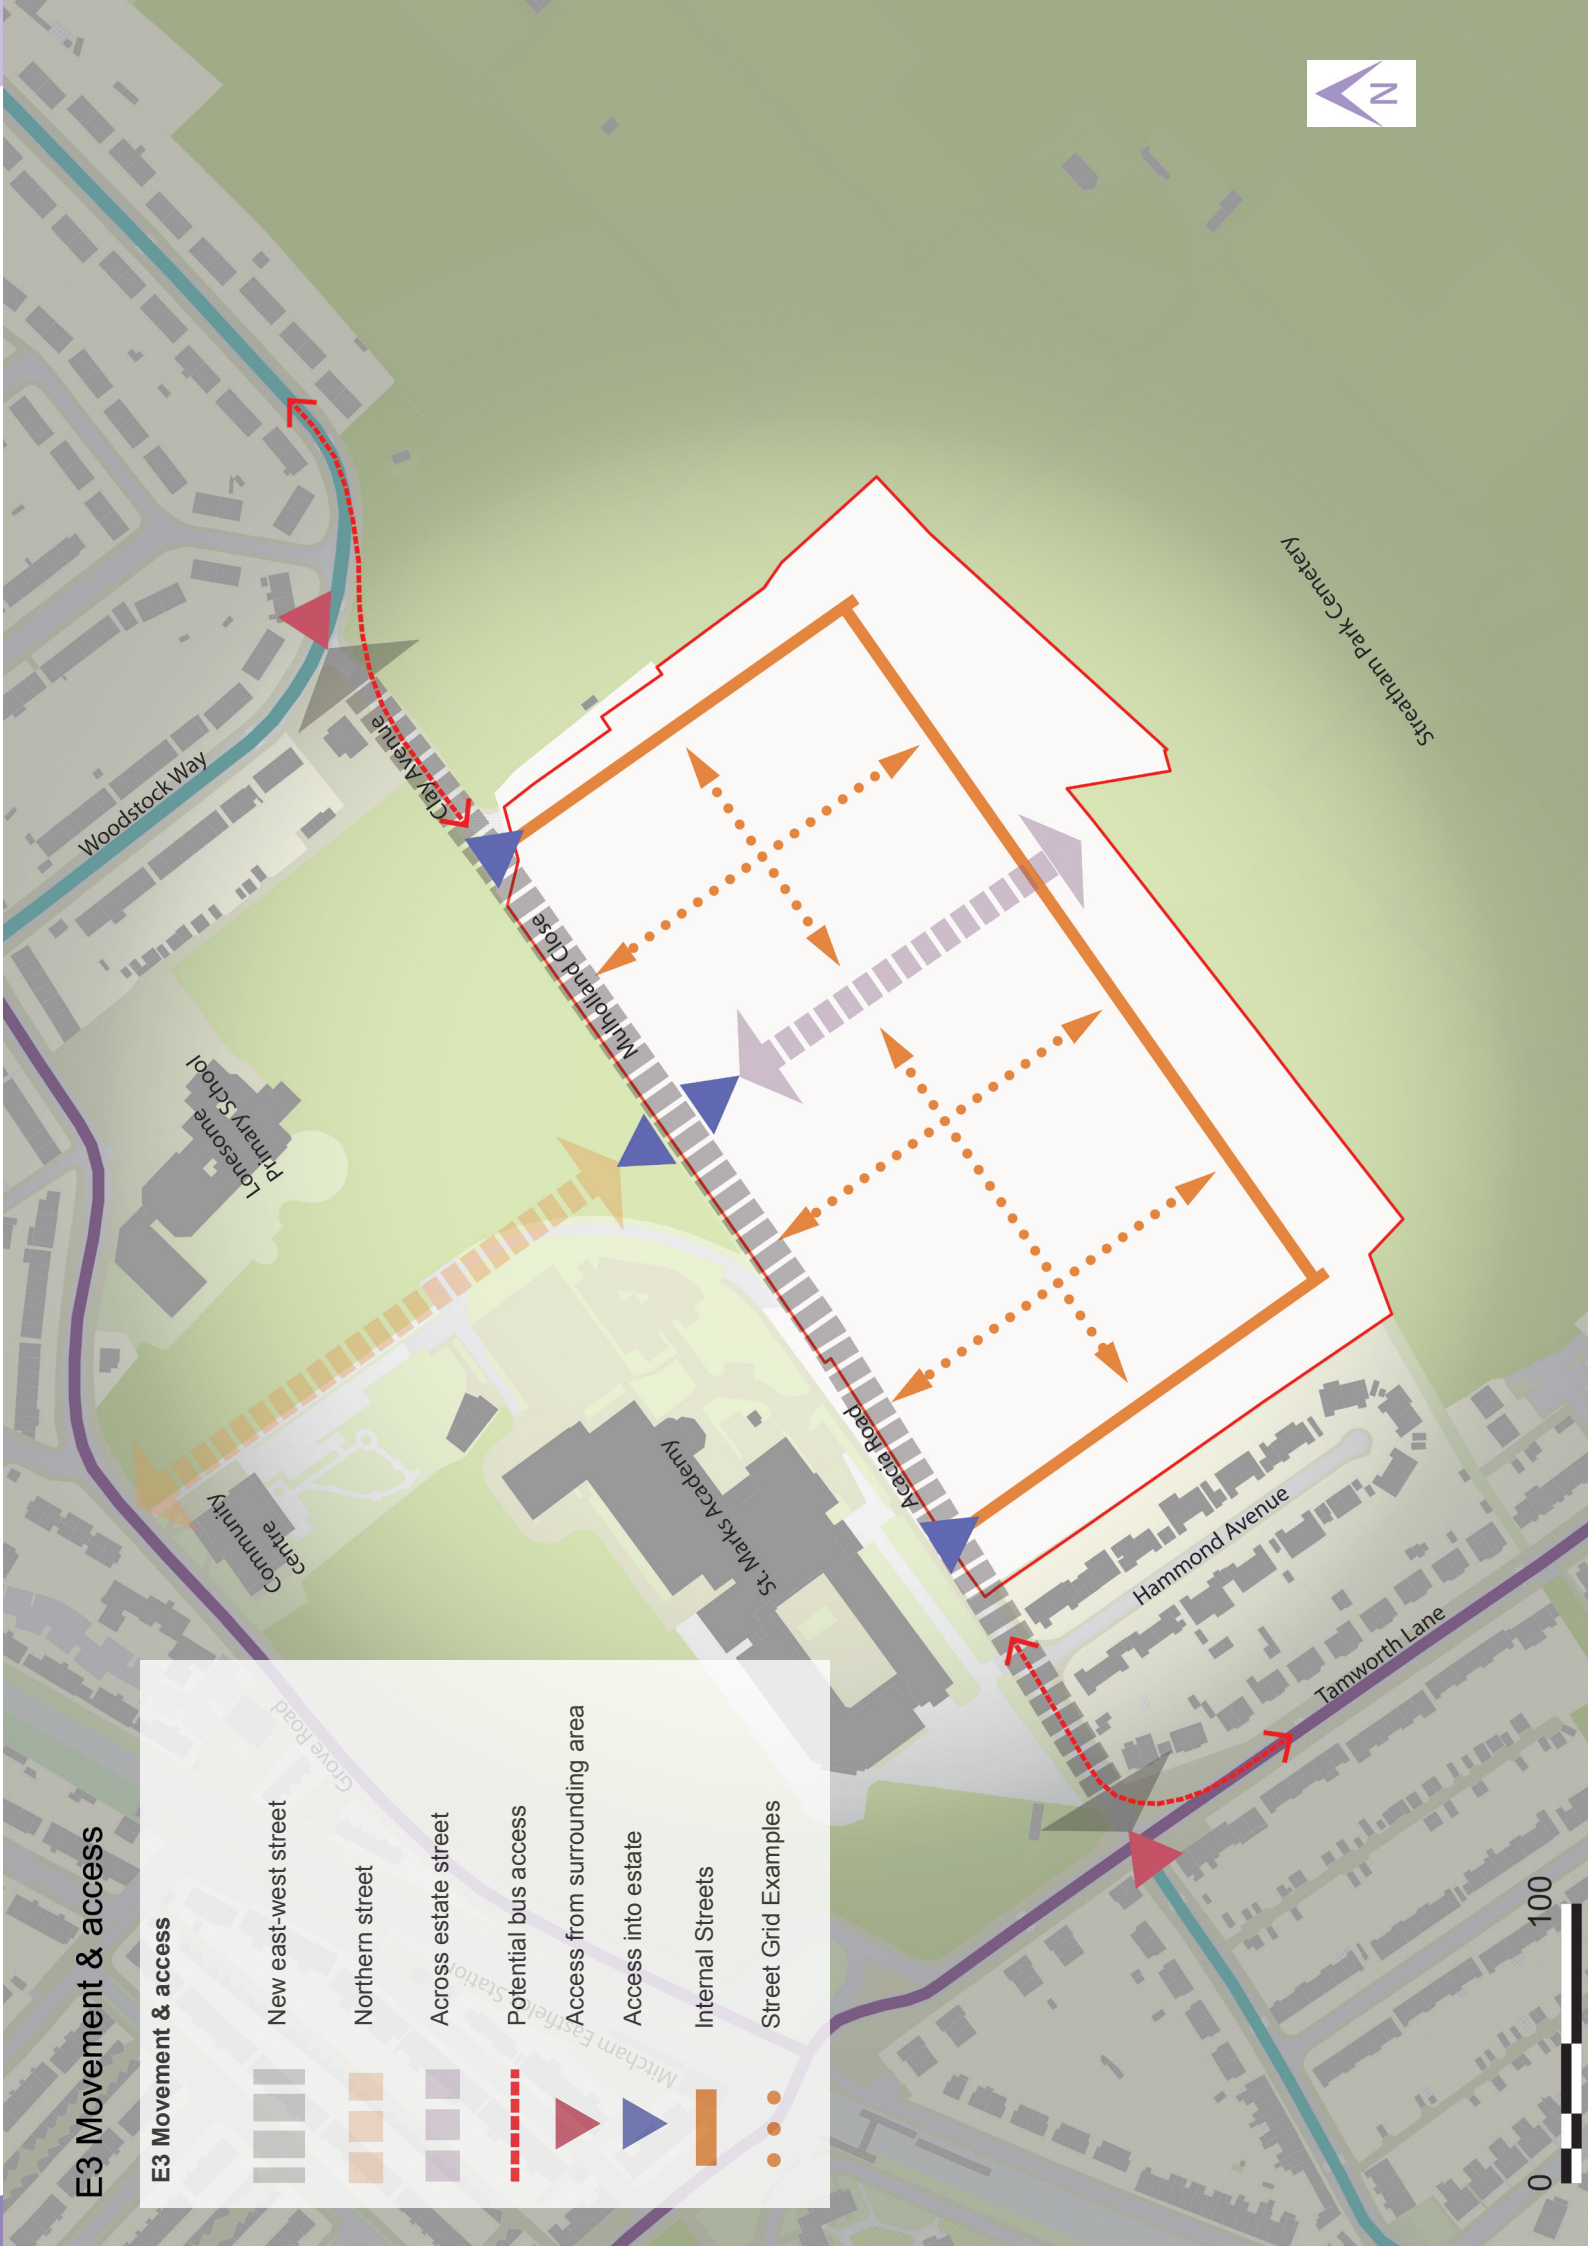 E3 Movement & access
E3 Movement & access
New east-west street
Northern street
Across estate street
Potential bus access
Access from surrounding area
Access into estate
Internal Streets
Street Grid Examples
Grove Road
Mitcham Eastfields Station
Community
centre
Lonesome
Primary School
St. Marks Academy
Woodstock Way
Clay Avenue
Mulholland Close
Acacia Road
Hammond Avenue
Tamworth Lane
Streatham Park Cemetery
N
0
100